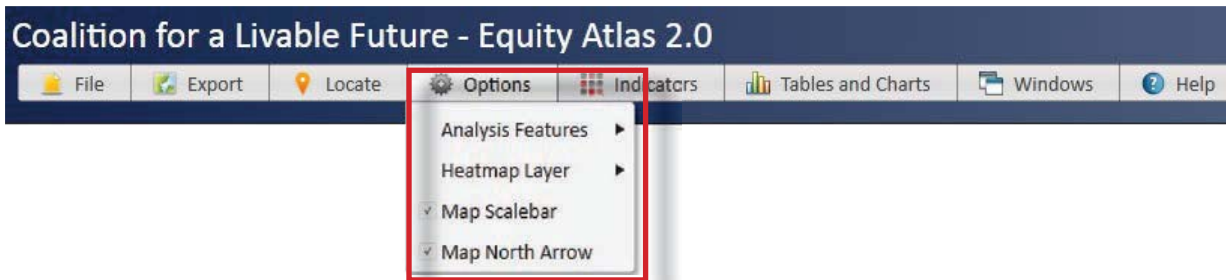 Coalition for a Livable Future - Equity Atlas 2.0
File Export Locate Options Indicators Tables and Charts Windows Help
Analysis Features
Heatmap Layer
Map Scalebar
Map North Arrow